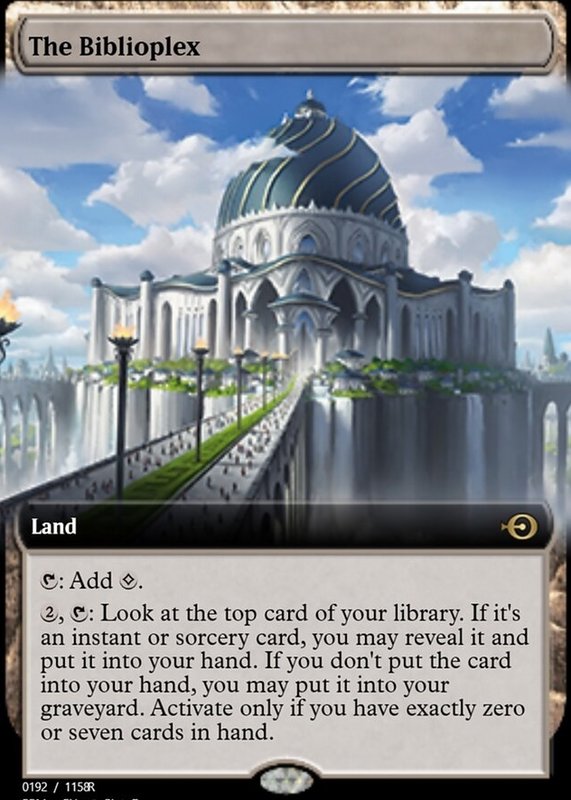 The Biblioplex
Land
{T}: Add {C}.
{2}, {T}: Look at the top card of your library. If it's
an instant or sorcery card, you may reveal it and
put it into your hand. If you don't put the card
into your hand, you may put it into your
graveyard. Activate only if you have exactly zero
or seven cards in hand.
0192 / 1158R